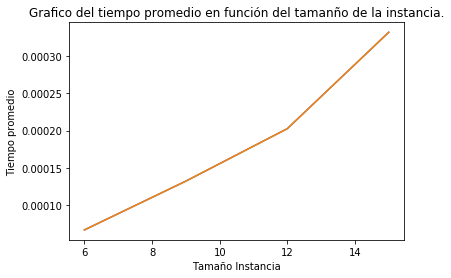 Grafico del tiempo promedio en función del tamanño de la instancia.
0.00030
0.00025
0.00020
0.00015
0.00010
Tiempo promedio
6 8 10 12 14
Tamaño Instancia